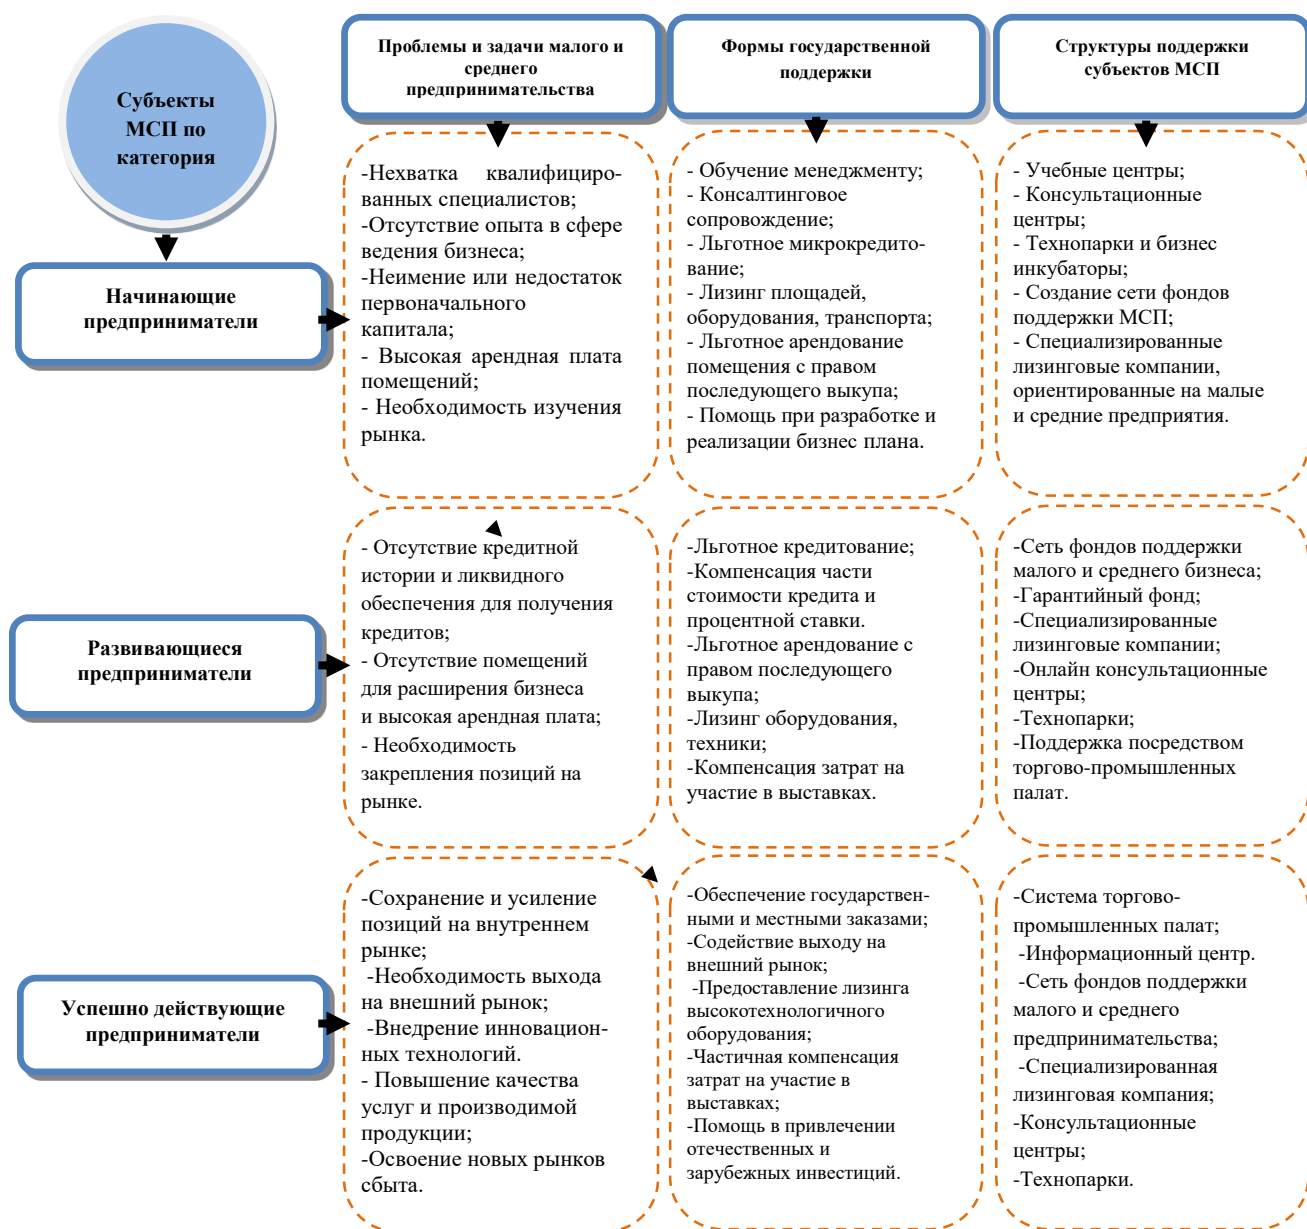 Субъекты
МСП по
категория
Проблемы и задачи малого и
среднего
предпринимательства
Формы государственной
поддержки
Структуры поддержки
субъектов МСП
Начинающие
предприниматели
-Нехватка квалифициро-
ванных специалистов;
-Отсутствие опыта в сфере
ведения бизнеса;
-Неимение или недостаток
первоначального
капитала;
- Высокая арендная плата
помещений;
- Необходимость изучения
рынка.
- Обучение менеджменту;
- Консалтинговое
сопровождение;
- Льготное микрокредито-
вание;
- Лизинг площадей,
оборудования, транспорта;
- Льготное арендование
помещения с правом
последующего выкупа;
- Помощь при разработке и
реализации бизнес плана.
- Учебные центры;
- Консультационные
центры;
- Технопарки и бизнес
инкубаторы;
- Создание сети фондов
поддержки МСП;
- Специализированные
лизинговые компании,
ориентированные на малые
и средние предприятия.
Развивающиеся
предприниматели
- Отсутствие кредитной
истории и ликвидного
обеспечения для получения
кредитов;
- Отсутствие помещений
для расширения бизнеса
и высокая арендная плата;
- Необходимость
закрепления позиций на
рынке.
-Льготное кредитование;
-Компенсация части
стоимости кредита и
процентной ставки.
-Льготное арендование с
правом последующего
выкупа;
-Лизинг оборудования,
техники;
-Компенсация затрат на
участие в выставках.
-Сеть фондов поддержки
малого и среднего бизнеса;
-Гарантийный фонд;
-Специализированные
лизинговые компании;
-Онлайн консультационные
центры;
-Технопарки;
-Поддержка посредством
торгово-промышленных
палат.
Успешно действующие
предприниматели
-Сохранение и усиление
позиций на внутреннем
рынке;
-Необходимость выхода
на внешний рынок;
-Внедрение инновацион-
ных технологий.
- Повышение качества
услуг и производимой
продукции;
-Освоение новых рынков
сбыта.
-Обеспечение государствен-
ными и местными заказами;
-Содействие выходу на
внешний рынок;
-Предоставление лизинга
высокотехнологичного
оборудования;
-Частичная компенсация
затрат на участие в
выставках;
-Помощь в привлечении
отечественных и
зарубежных инвестиций.
-Система торгово-
промышленных палат;
-Информационный центр.
-Сеть фондов поддержки
малого и среднего
предпринимательства;
-Специализированная
лизинговая компания;
-Консультационные
центры;
-Технопарки.